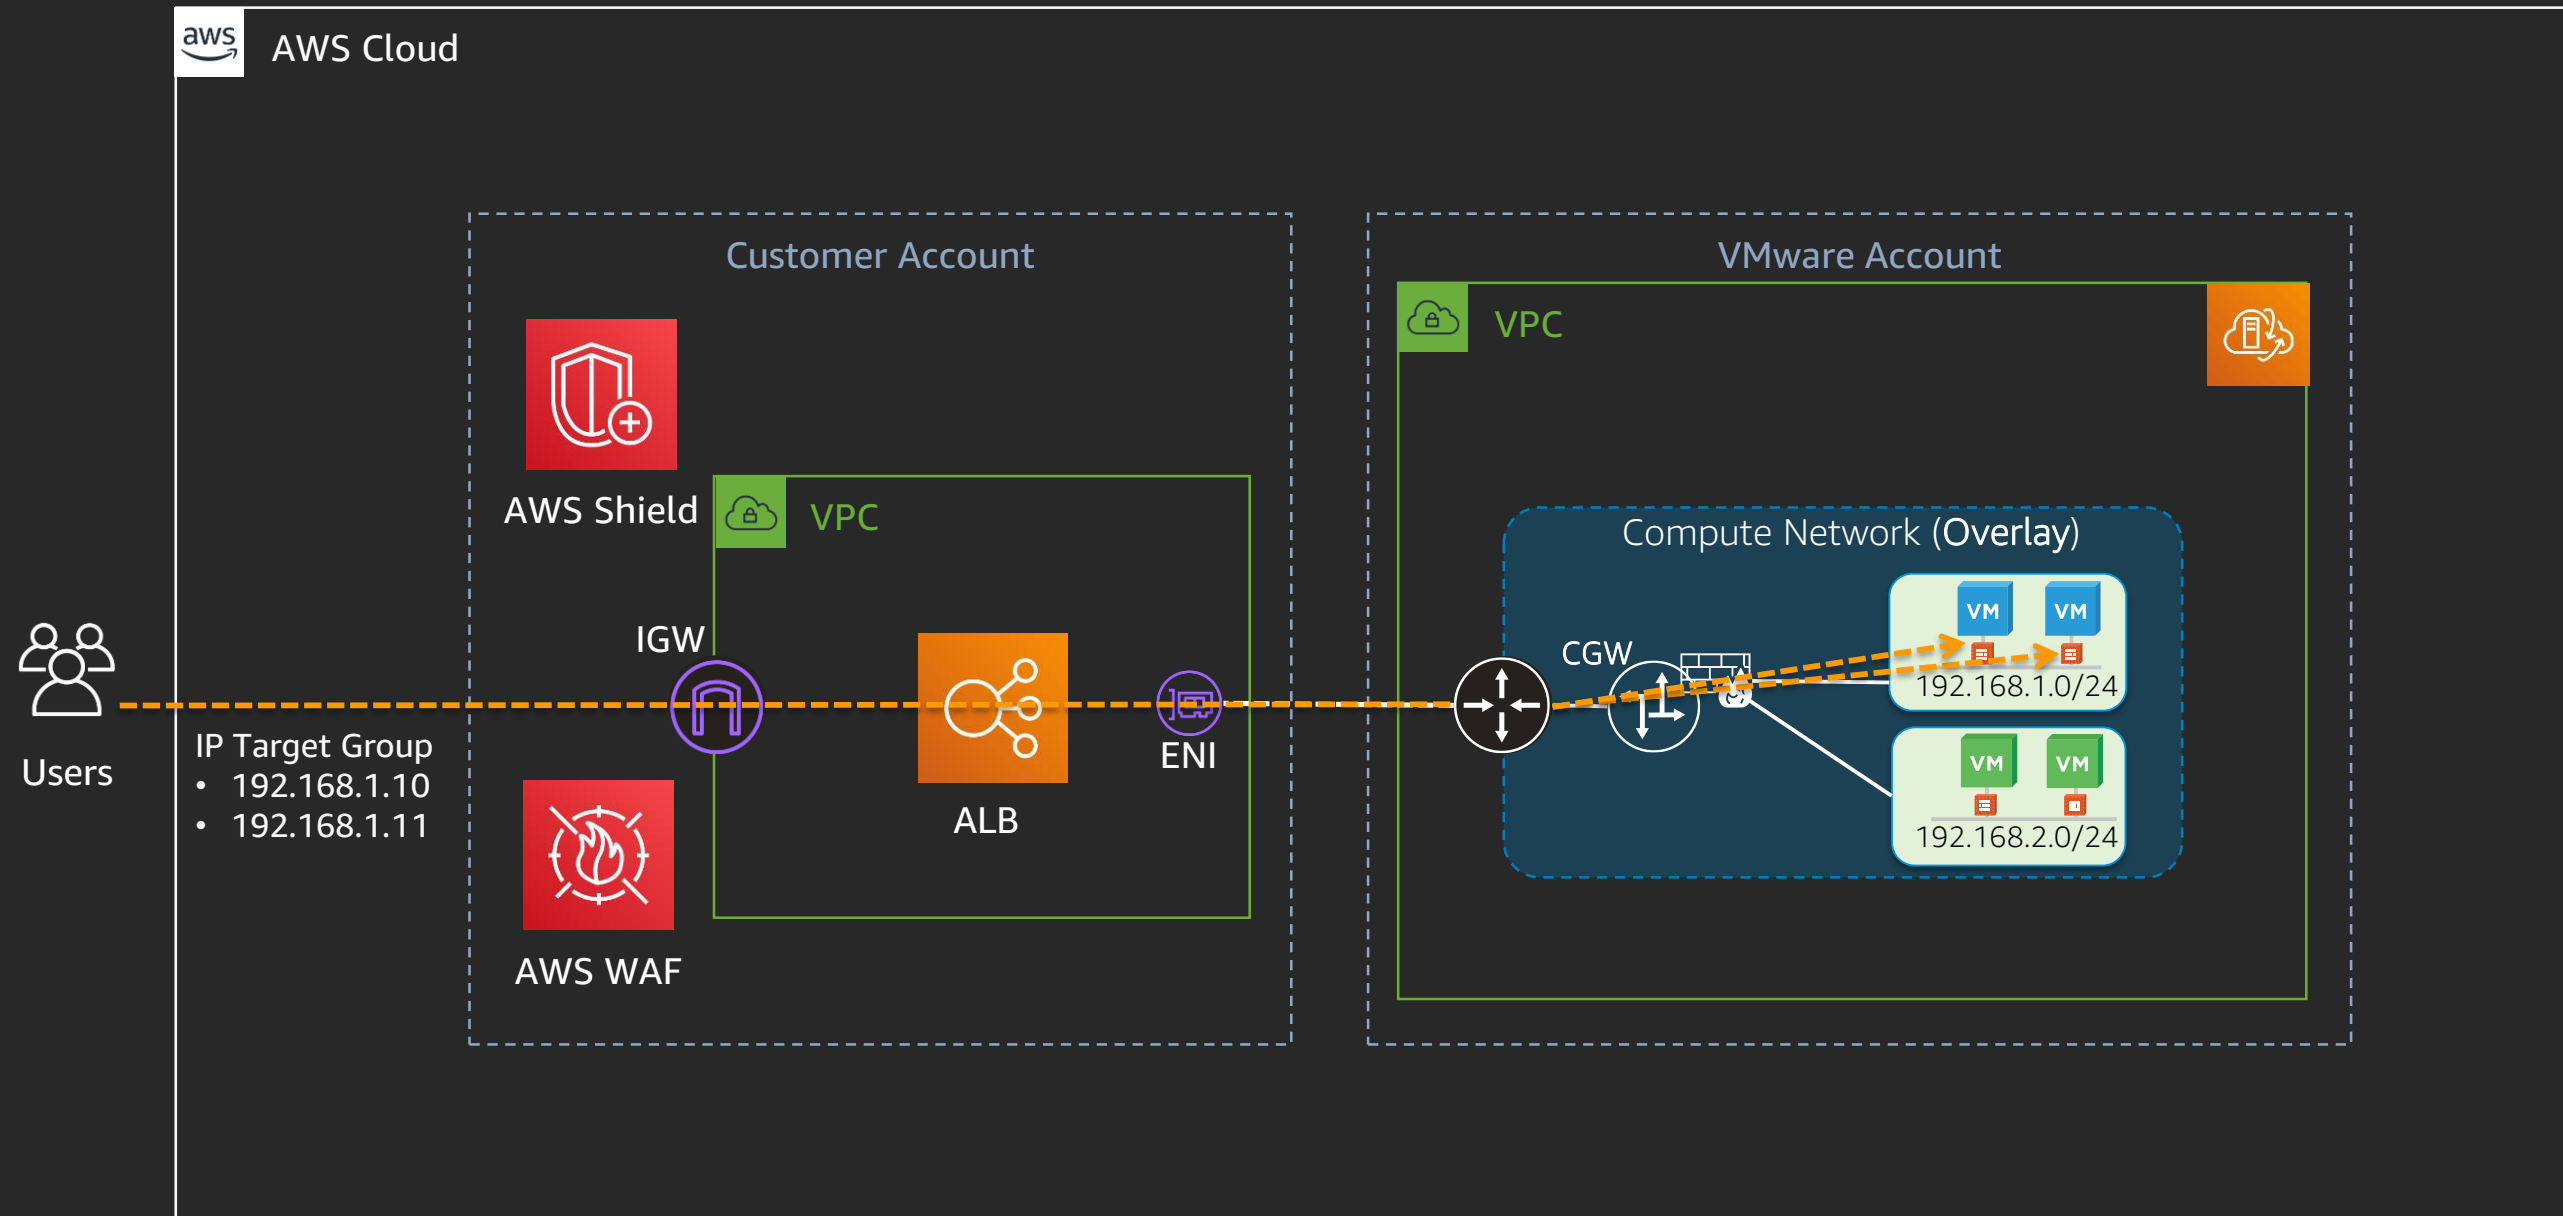 aws
AWS Cloud
Customer Account
VMware Account
VPC
AWS Shield
VPC
Compute Network (Overlay)
VM
VM
IGW
CGW
192.168.1.0/24
IP Target Group
• 192.168.1.10
• 192.168.1.11
Users
ENI
VM
VM
ALB
192.168.2.0/24
AWS WAF